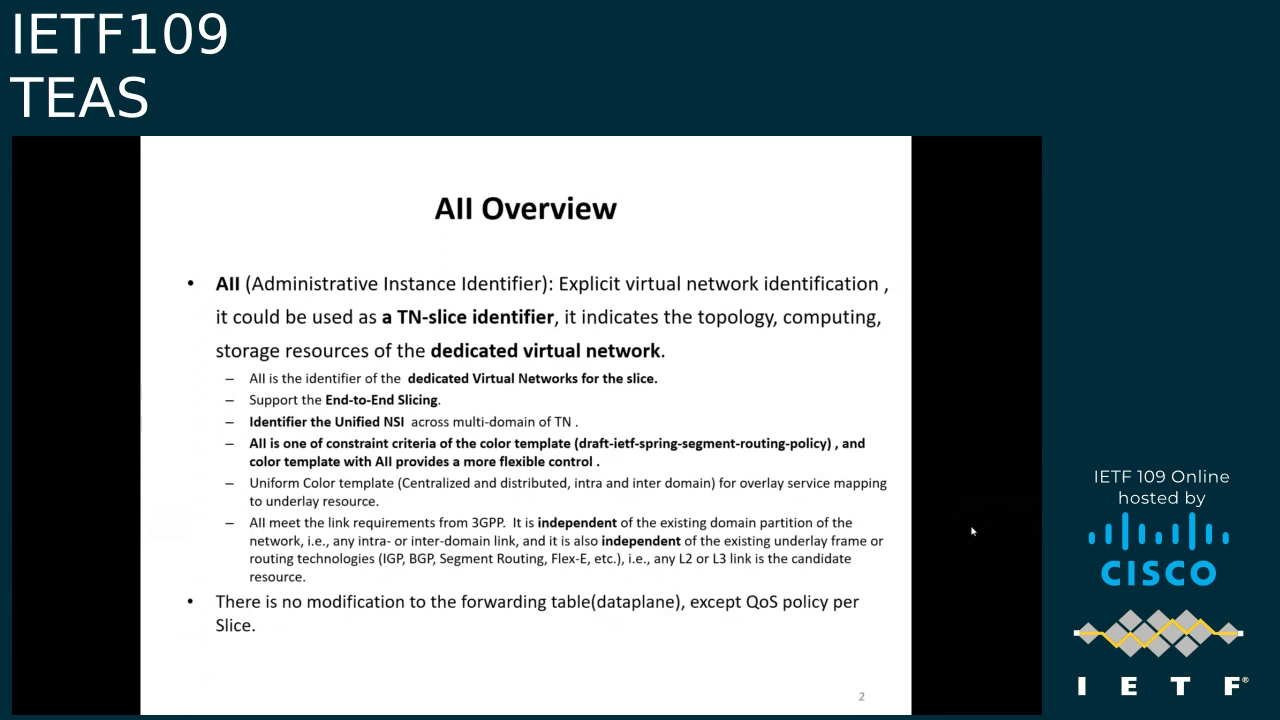 IETF109
TEAS
AII Overview
• AII (Administrative Instance Identifier): Explicit virtual network identification ,
it could be used as a TN-slice identifier, it indicates the topology, computing,
storage resources of the dedicated virtual network.
– AII is the identifier of the dedicated Virtual Networks for the slice.
– Support the End-to-End Slicing.
– Identifier the Unified NSI across multi-domain of TN .
– AII is one of constraint criteria of the color template (draft-ietf-spring-segment-routing-policy) , and
color template with AII provides a more flexible control .
– Uniform Color template (Centralized and distributed, intra and inter domain) for overlay service mapping
to underlay resource.
– AII meet the link requirements from 3GPP. It is independent of the existing domain partition of the
network, i.e., any intra- or inter-domain link, and it is also independent of the existing underlay frame or
routing technologies (IGP, BGP, Segment Routing, Flex-E, etc.), i.e., any L2 or L3 link is the candidate
resource.
• There is no modification to the forwarding table(dataplane), except QoS policy per
Slice.
2
IETF 109 Online
hosted by
CISCO
I E T F®